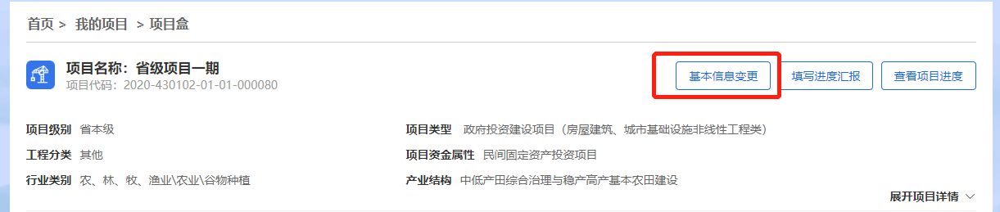 首页 > 我的项目 > 项目盒
项目名称：省级项目一期
项目代码：2020-430102-01-01-000080
基本信息变更 填写进度汇报 查看项目进度
项目级别 省本级 项目类型 政府投资建设项目（房屋建筑、城市基础设施非线性工程类）
工程分类 其他 项目资金属性 民间固定资产投资项目
行业类别 农、林、牧、渔业\农业\谷物种植 产业结构 中低产田综合治理与稳产高产基本农田建设
展开项目详情